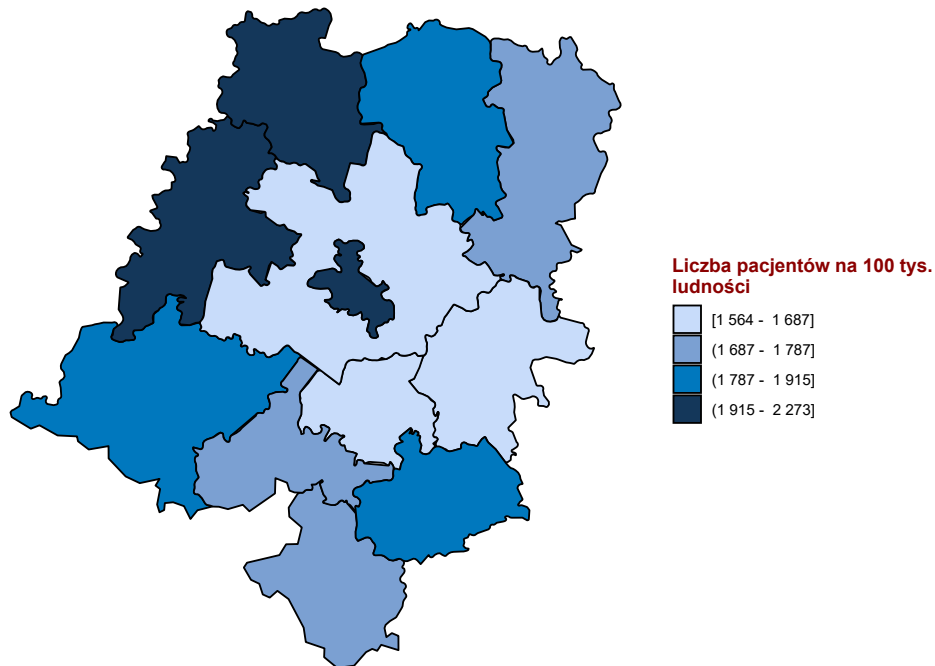 Liczba pacjentów na 100 tys.
ludności
[1 564 - 1 687]
(1 687 - 1 787]
(1 787 - 1 915]
(1 915 - 2 273]